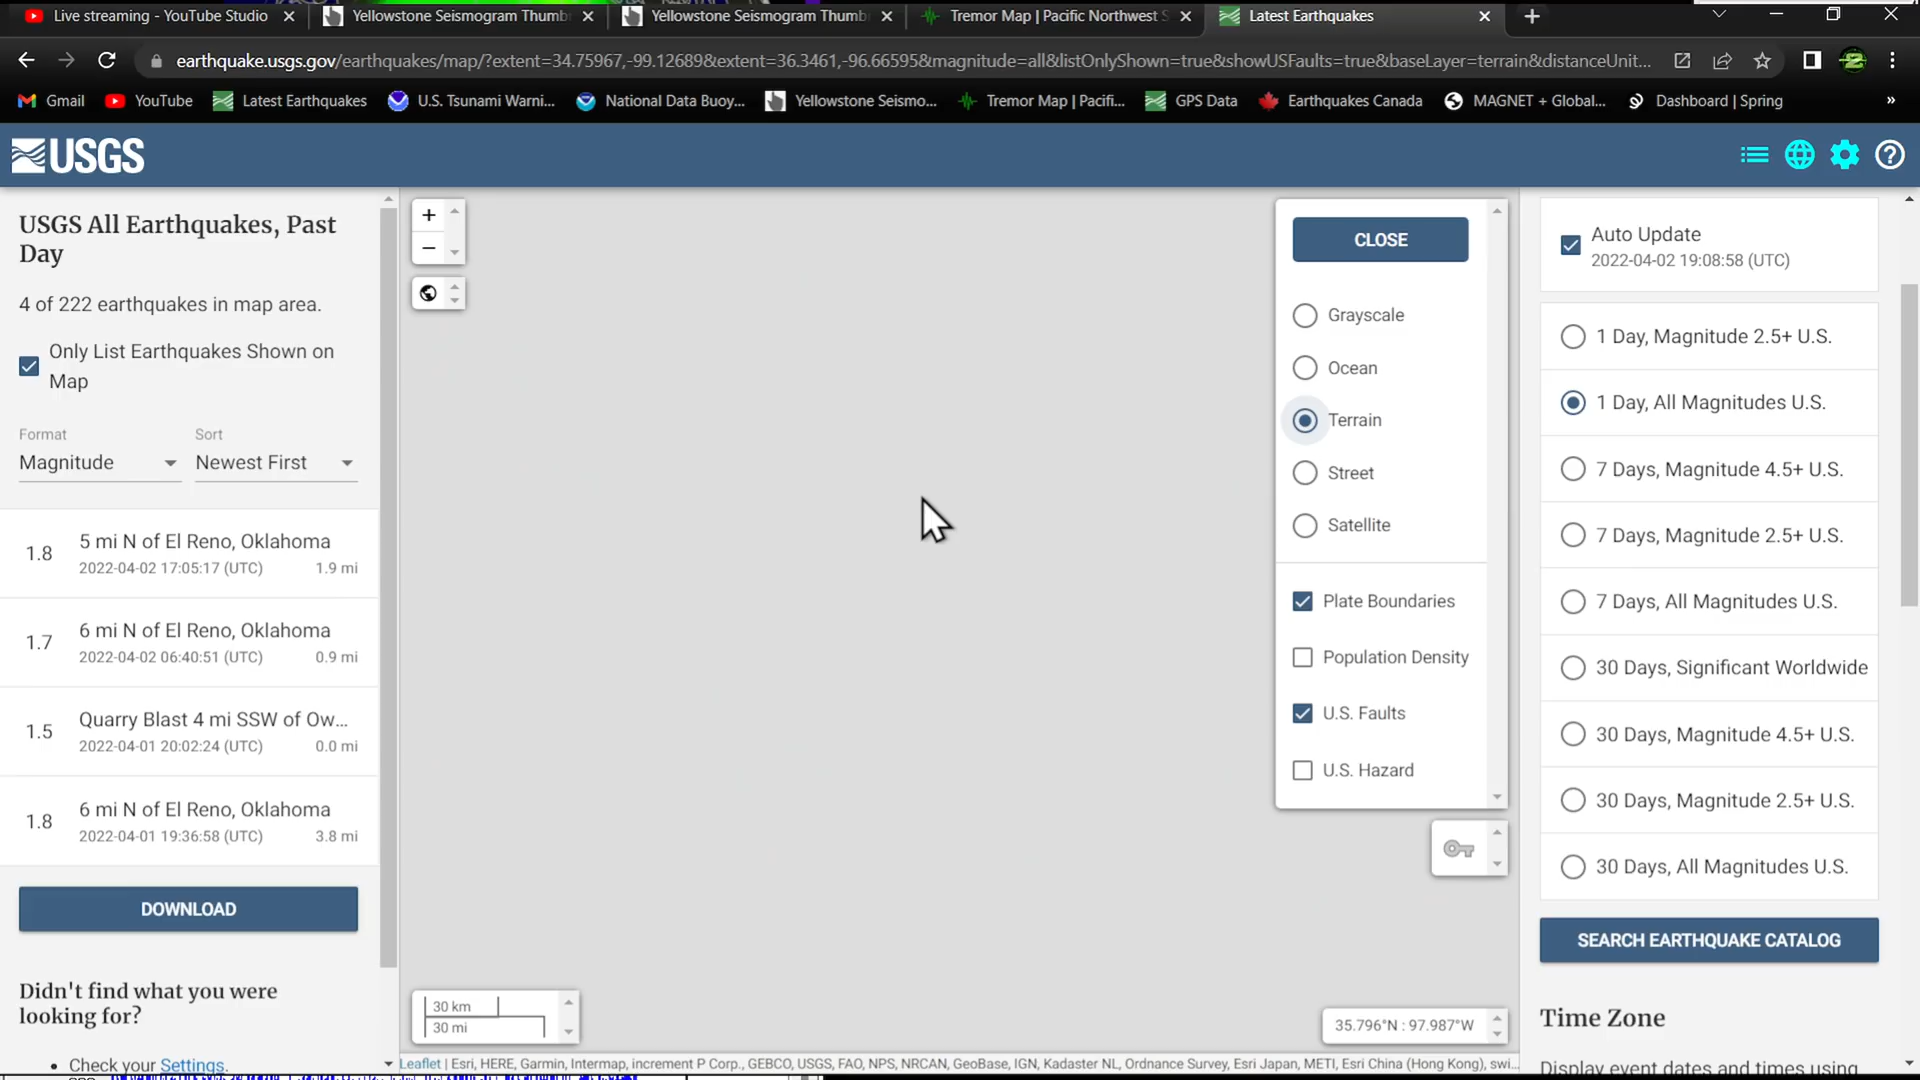 Live streaming - YouTube Studio
Yellowstone Seismogram Thumb
Yellowstone Seismogram Thumb
Tremor Map | Pacific Northwest S
Latest Earthquakes
earthquake.usgs.gov/earthquakes/map/?extent=34.75967,-99.12689&extent=36.3461,-96.66595&magnitude=all&listOnlyShown=true&showUSFaults=true&baseLayer=terrain&distanceUnit...
Gmail
YouTube
Latest Earthquakes
U.S. Tsunami Warni...
National Data Buoy...
Yellowstone Seismo...
Tremor Map | Pacifi...
GPS Data
Earthquakes Canada
MAGNET + Global...
Dashboard | Spring
»
USGS
USGS All Earthquakes, Past
Day
4 of 222 earthquakes in map area.
Only List Earthquakes Shown on
Map
Format
Sort
Magnitude
Newest First
1.8
5 mi N of El Reno, Oklahoma
2022-04-02 17:05:17 (UTC)
1.9 mi
1.7
6 mi N of El Reno, Oklahoma
2022-04-02 06:40:51 (UTC)
0.9 mi
1.5
Quarry Blast 4 mi SSW of Ow...
2022-04-01 20:02:24 (UTC)
0.0 mi
1.8
6 mi N of El Reno, Oklahoma
2022-04-01 19:36:58 (UTC)
3.8 mi
DOWNLOAD
Didn't find what you were
looking for?
• Check your Settings.
+
−
30 km
30 mi
CLOSE
Grayscale
Ocean
Terrain
Street
Satellite
Plate Boundaries
Population Density
U.S. Faults
U.S. Hazard
35.796°N : 97.987°W
Leaflet | Esri, HERE, Garmin, Intermap, increment P Corp., GEBCO, USGS, FAO, NPS, NRCAN, GeoBase, IGN, Kadaster NL, Ordnance Survey, Esri Japan, METI, Esri China (Hong Kong), swi...
Auto Update
2022-04-02 19:08:58 (UTC)
1 Day, Magnitude 2.5+ U.S.
1 Day, All Magnitudes U.S.
7 Days, Magnitude 4.5+ U.S.
7 Days, Magnitude 2.5+ U.S.
7 Days, All Magnitudes U.S.
30 Days, Significant Worldwide
30 Days, Magnitude 4.5+ U.S.
30 Days, Magnitude 2.5+ U.S.
30 Days, All Magnitudes U.S.
SEARCH EARTHQUAKE CATALOG
Time Zone
Display event dates and times using